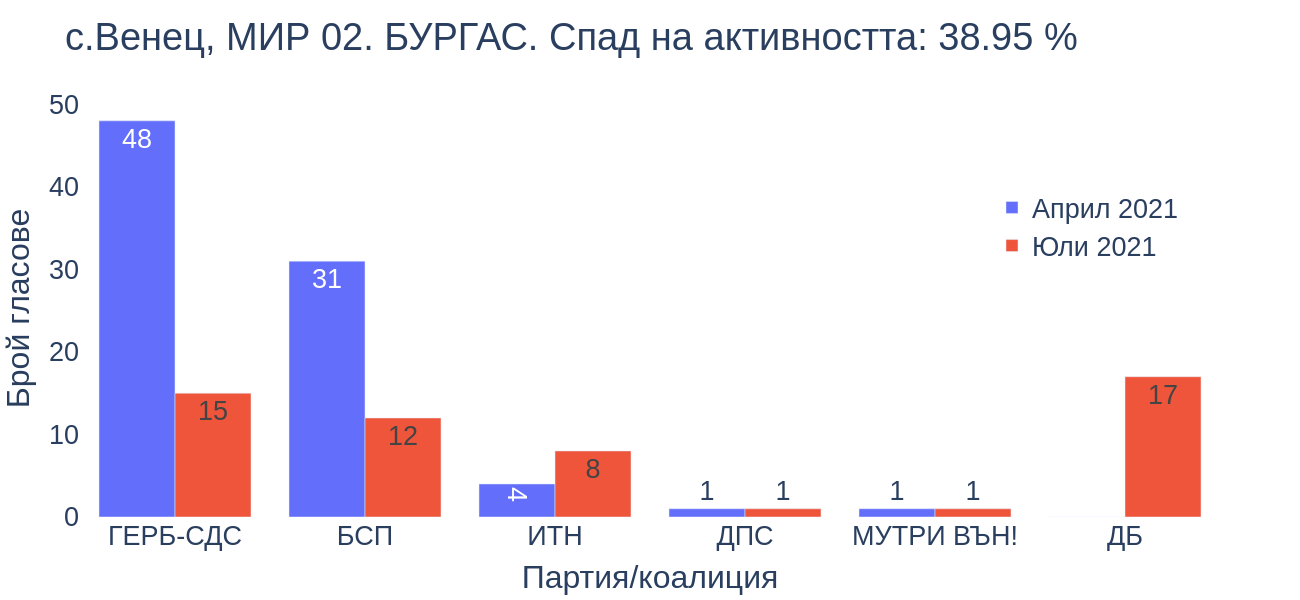 с.Венец, МИР 02. БУРГАС. Спад на активността: 38.95 %
50
40
30
20
10
0
Брой гласове
48
15
31
12
4
8
1
1
1
1
17
Април 2021
Юли 2021
ГЕРБ-СДС
БСП
ИТН
ДПС
МУТРИ ВЪН!
ДБ
Партия/коалиция